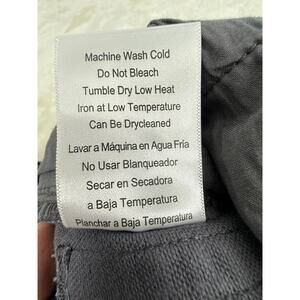 Machine Wash Cold
Do Not Bleach
Tumble Dry Low Heat
Iron at Low Temperature
Can Be Drycleaned
Lavar a Máquina en Agua Fría
No Usar Blanqueador
Secar en Secadora
a Baja Temperatura
Planchar a Baja Temperatura